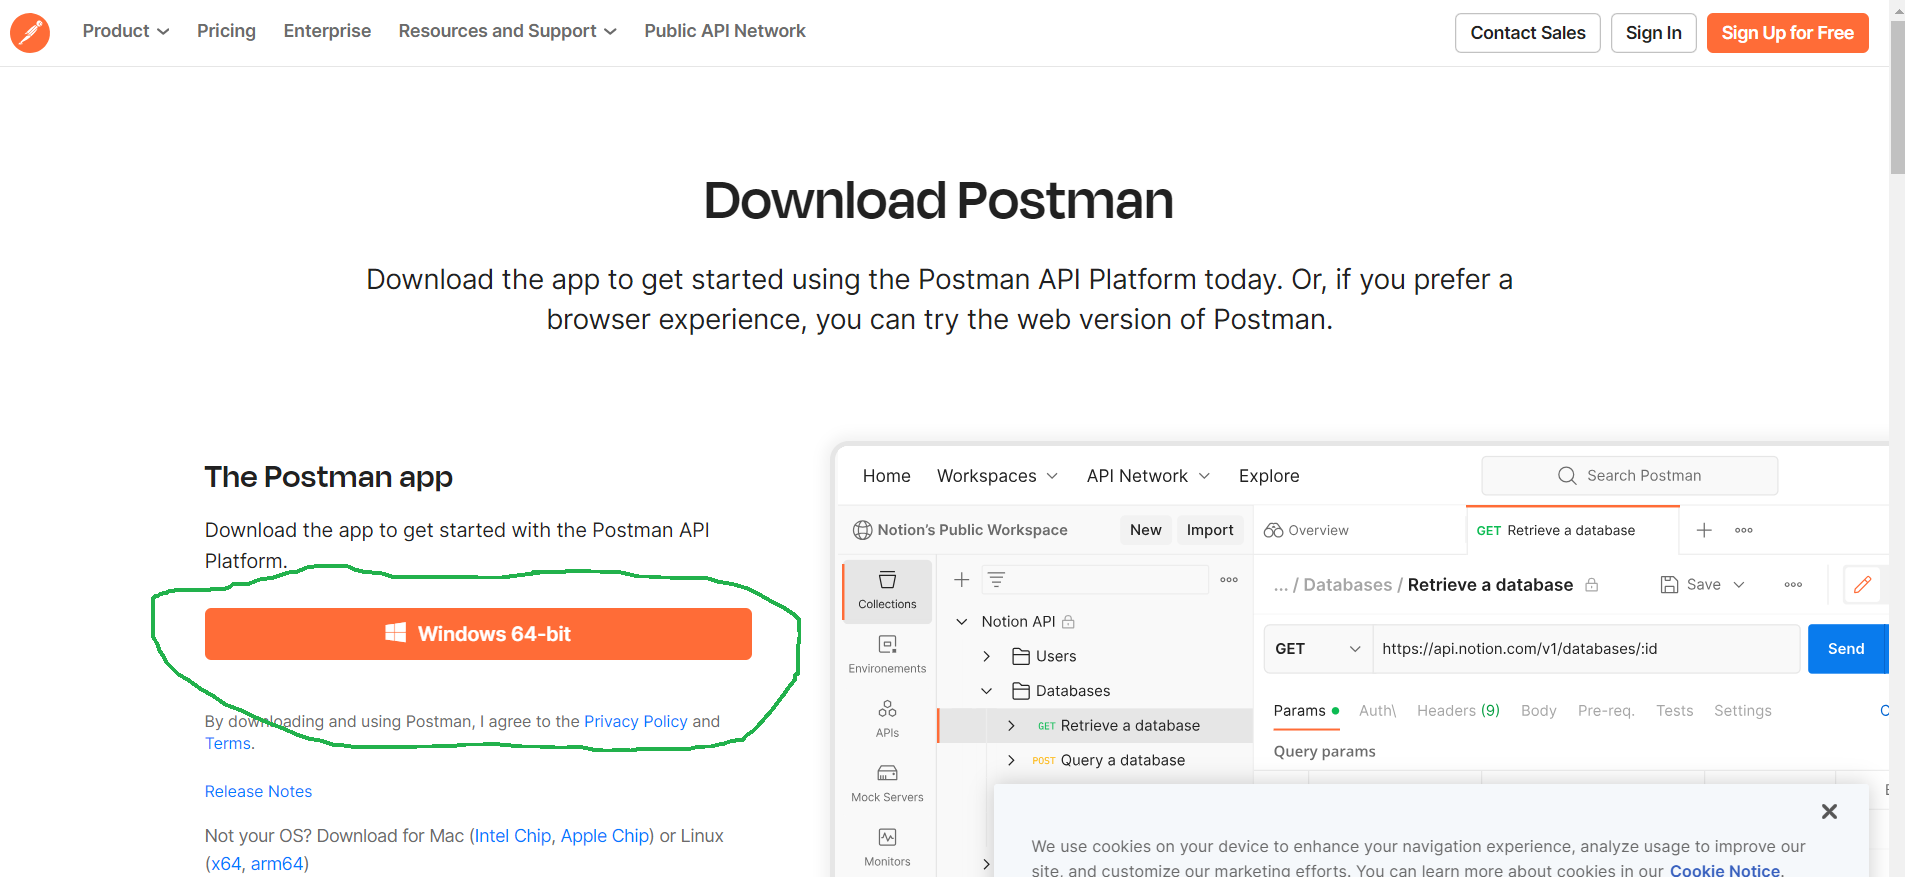 Product Pricing Enterprise Resources and Support Public API Network Contact Sales Sign In Sign Up for Free
Download Postman
Download the app to get started using the Postman API Platform today. Or, if you prefer a
browser experience, you can try the web version of Postman.
The Postman app
Download the app to get started with the Postman API
Platform.
Windows 64-bit
By downloading and using Postman, I agree to the Privacy Policy and
Terms.
Release Notes
Not your OS? Download for Mac (Intel Chip, Apple Chip) or Linux
(x64, arm64)
Home Workspaces API Network Explore Search Postman
Notion's Public Workspace New Import Overview GET Retrieve a database
Collections
Environements
APIs
Mock Servers
Monitors
Notion API
Users
Databases
GET Retrieve a database
POST Query a database
... / Databases / Retrieve a database Save
GET https://api.notion.com/v1/databases/:id Send
Params Auth\ Headers (9) Body Pre-req. Tests Settings
Query params
We use cookies on your device to enhance your navigation experience, analyze usage to improve our
site, and customize our marketing efforts. You can learn more about cookies in our Cookie Notice.